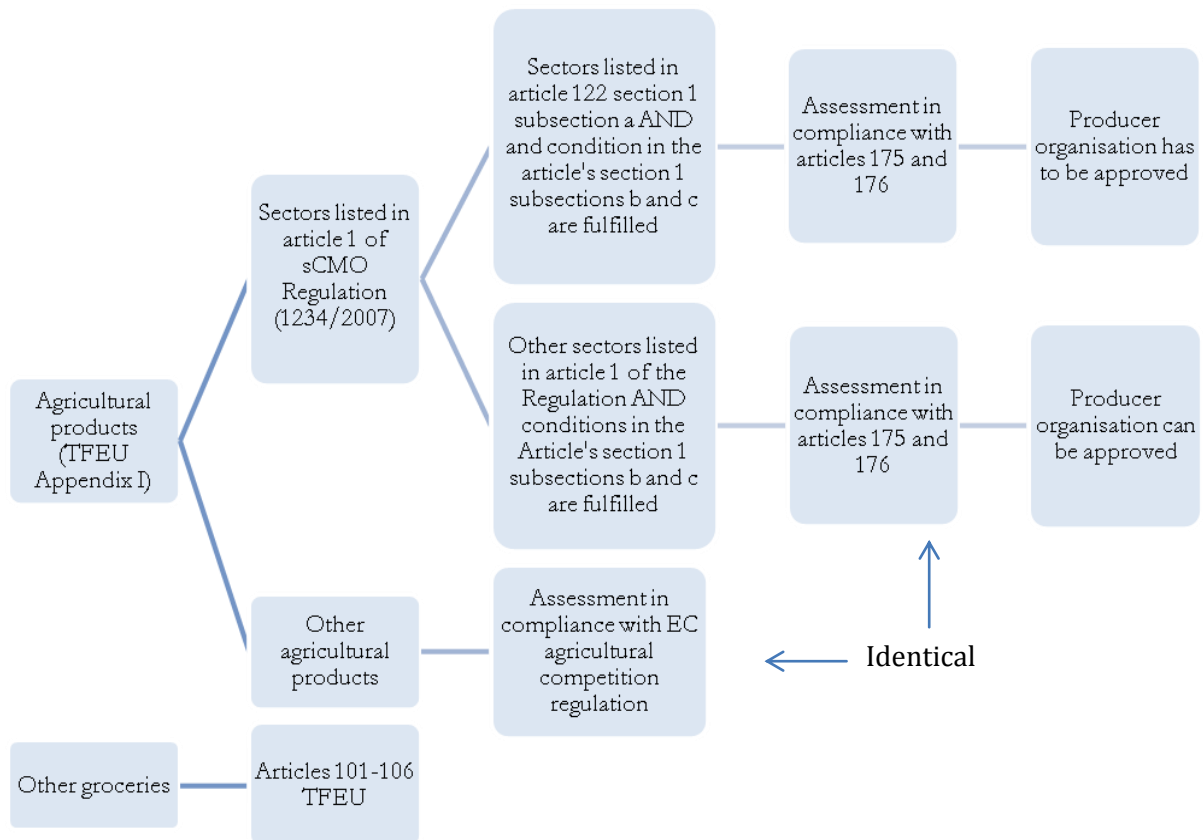 Agricultural
products
(TFEU
Appendix I)
Sectors listed in
article 1 of
sCMO
Regulation
(1234/2007)
Sectors listed in
article 122 section 1
subsection a AND
and condition in the
article's section 1
subsections b and c
are fulfilled
Assessment in
compliance with
articles 175 and
176
Producer
organisation has
to be approved
Other sectors listed
in article 1 of the
Regulation AND
conditions in the
Article's section 1
subsections b and c
are fulfilled
Assessment in
compliance with
articles 175 and
176
Producer
organisation can
be approved
Other
agricultural
products
Assessment in
compliance with EC
agricultural
competition
regulation
Identical
Other groceries
Articles 101-106
TFEU